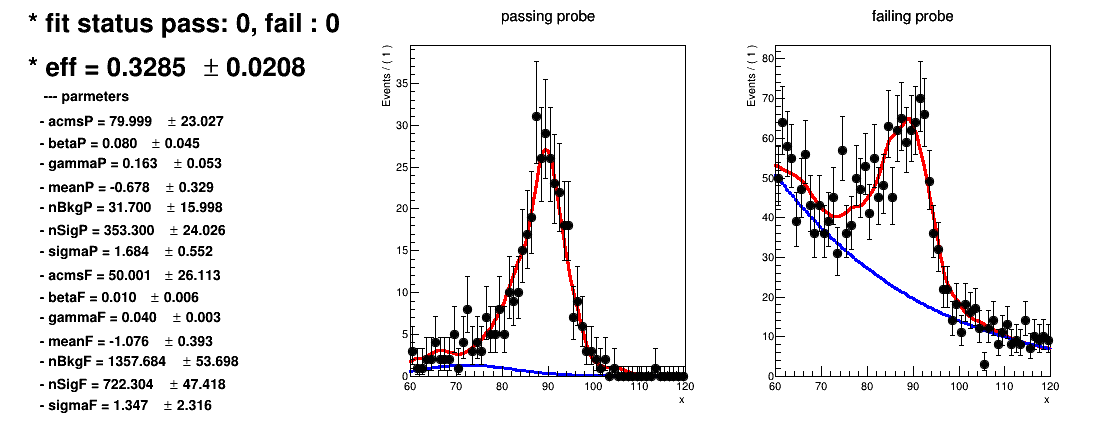 * fit status pass: 0, fail : 0
* eff = 0.3285 ± 0.0208
--- parmeters
- acmsP = 79.999 ± 23.027
- betaP = 0.080 ± 0.045
- gammaP = 0.163 ± 0.053
- meanP = -0.678 ± 0.329
- nBkgP = 31.700 ± 15.998
- nSigP = 353.300 ± 24.026
- sigmaP = 1.684 ± 0.552
- acmsF = 50.001 ± 26.113
- betaF = 0.010 ± 0.006
- gammaF = 0.040 ± 0.003
- meanF = -1.076 ± 0.393
- nBkgF = 1357.684 ± 53.698
- nSigF = 722.304 ± 47.418
- sigmaF = 1.347 ± 2.316
passing probe
Events / ( 1 )
35
30
25
20
15
10
5
0
60 70 80 90 100 110 120
x
failing probe
Events / ( 1 )
80
70
60
50
40
30
20
10
0
60 70 80 90 100 110 120
x